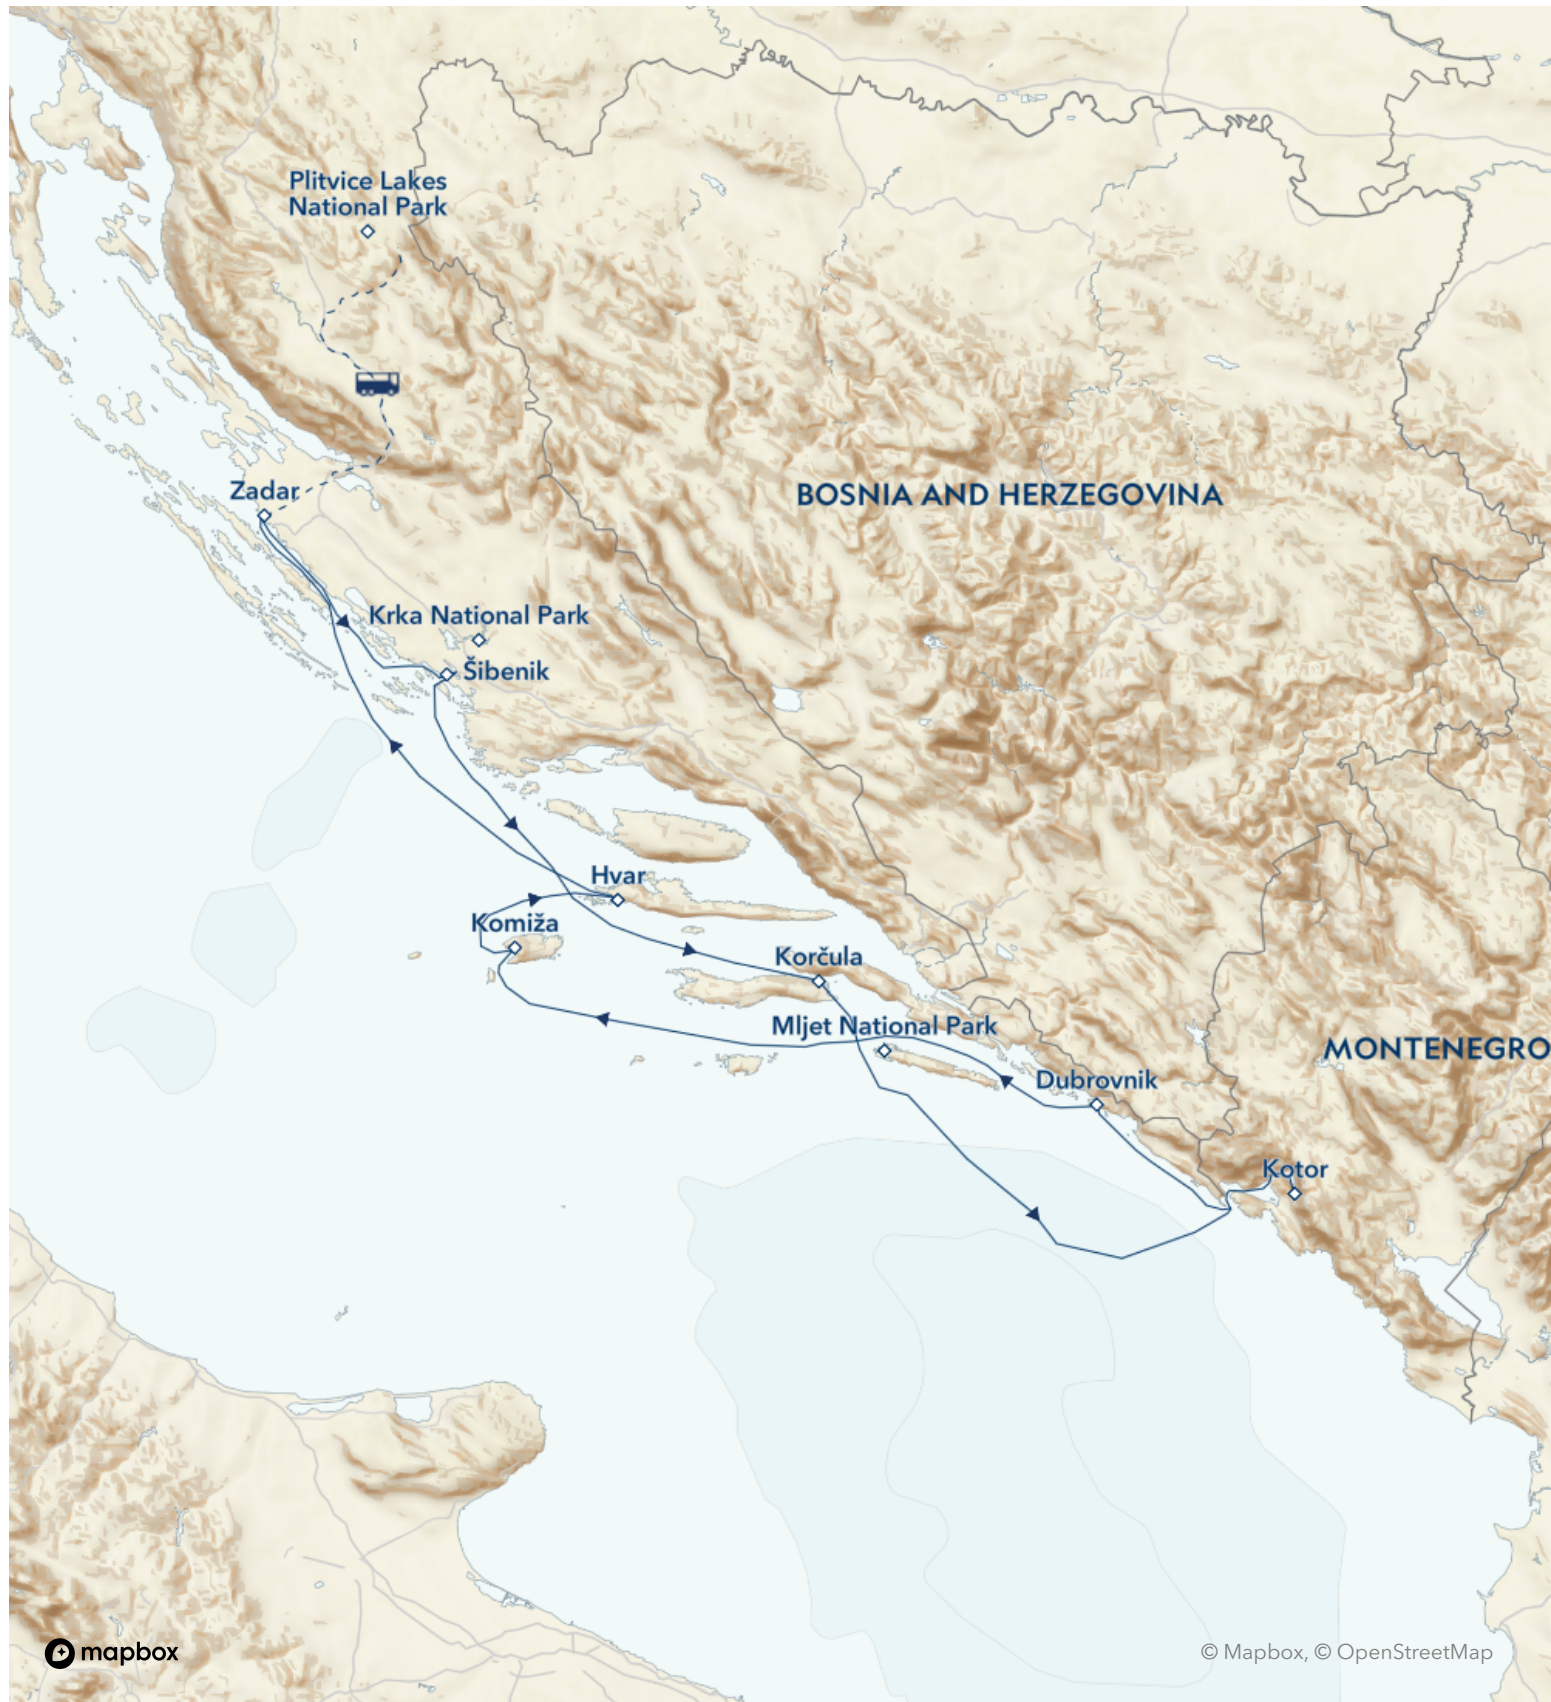 Plitvice Lakes
National Park
Zadar
BOSNIA AND HERZEGOVINA
Krka National Park
Šibenik
Hvar
Komiža
Korčula
Mljet National Park
MONTENEGRO
Dubrovnik
Kotor
mapbox
© Mapbox, © OpenStreetMap